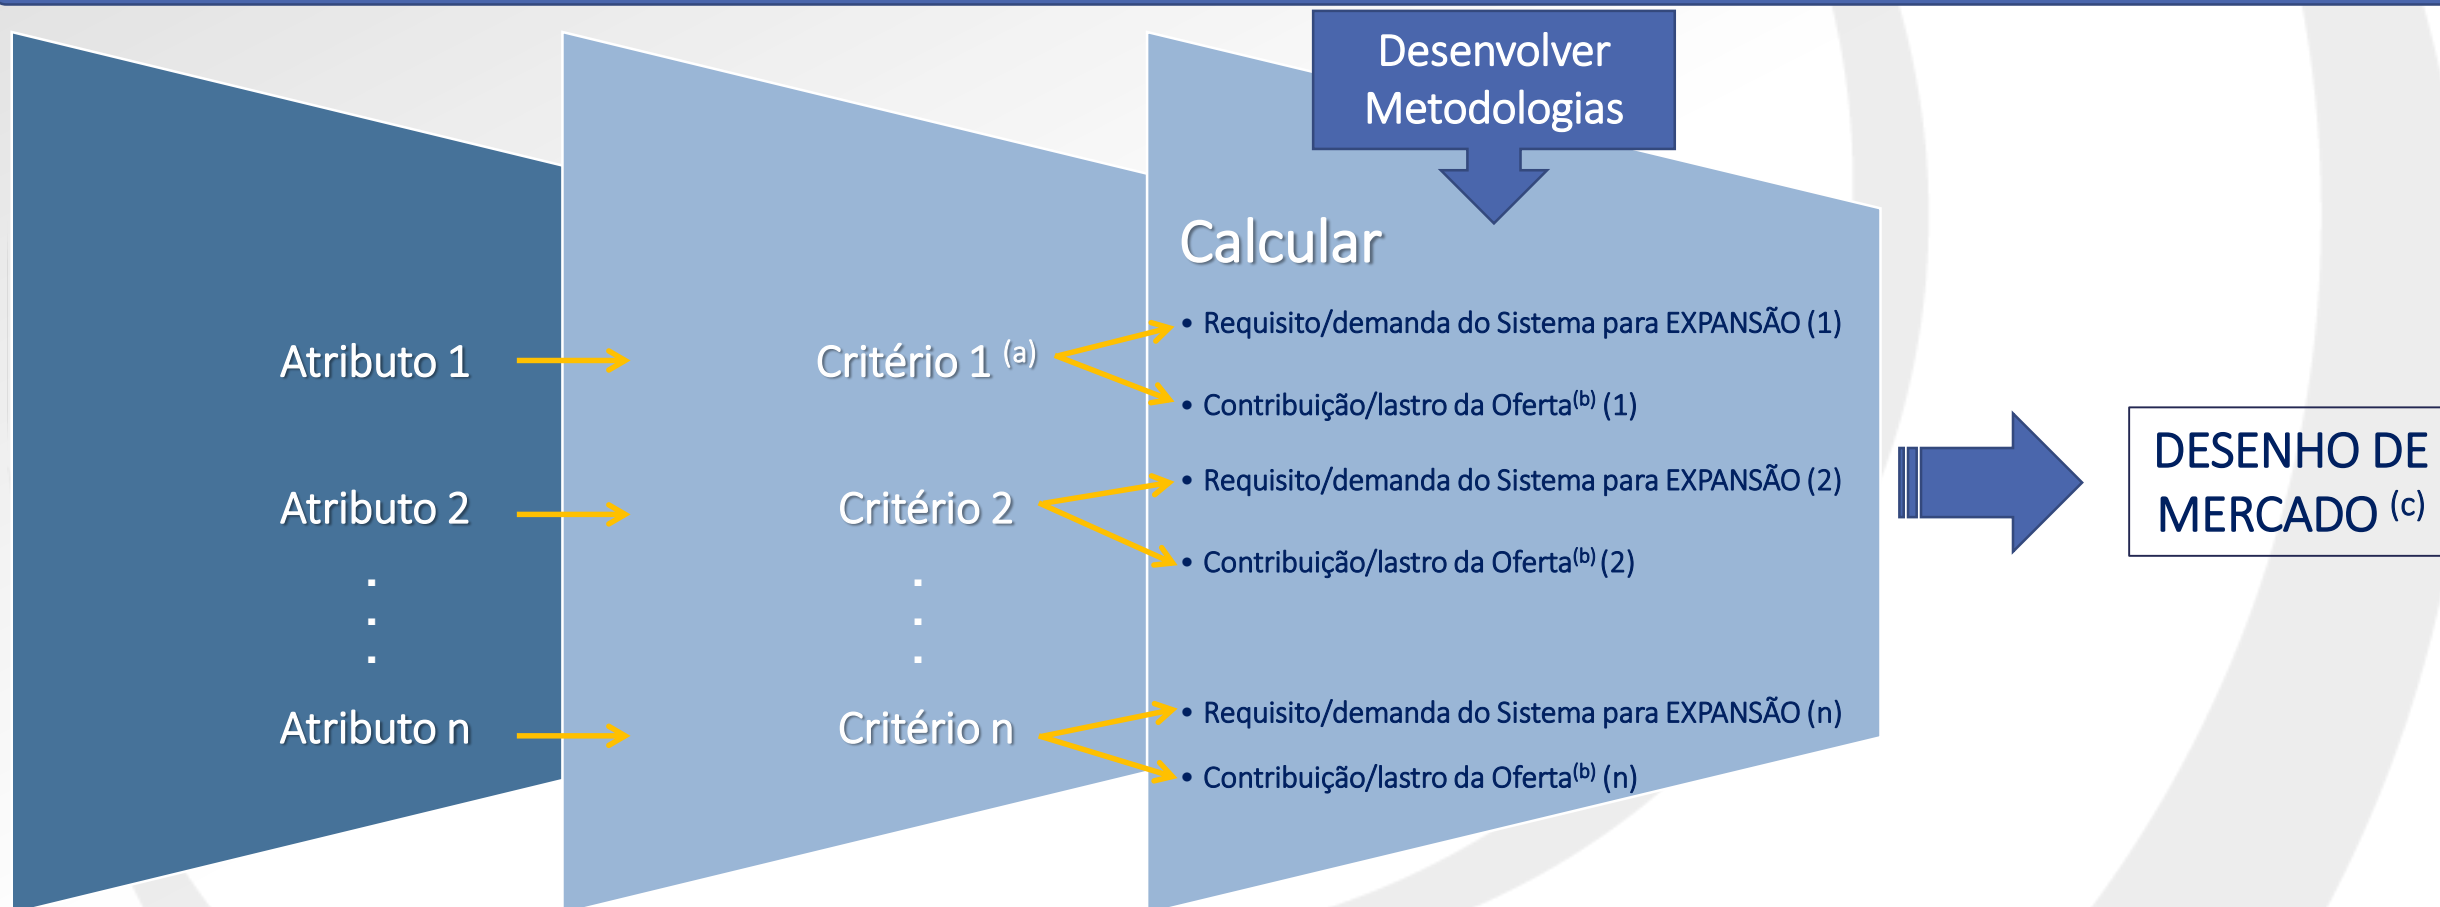 Desenvolver
Metodologias
Calcular
Atributo 1
Critério 1 (a)
• Requisito/demanda do Sistema para EXPANSÃO (1)
• Contribuição/lastro da Oferta(b) (1)
Atributo 2
Critério 2
• Requisito/demanda do Sistema para EXPANSÃO (2)
• Contribuição/lastro da Oferta(b) (2)
.
.
.
.
.
.
Atributo n
Critério n
• Requisito/demanda do Sistema para EXPANSÃO (n)
• Contribuição/lastro da Oferta(b) (n)
DESENHO DE
MERCADO (c)